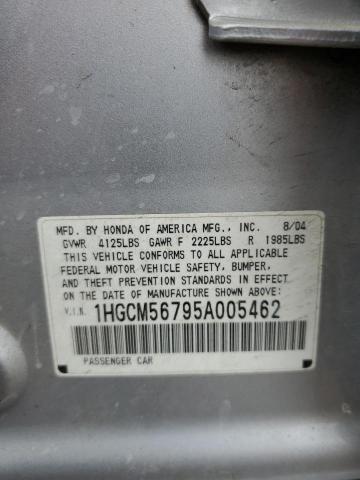 MFD. BY HONDA OF AMERICA MFG., INC. 8/04
GVWR 4125LBS GAWR F 2225LBS R 1985LBS
THIS VEHICLE CONFORMS TO ALL APPLICABLE
FEDERAL MOTOR VEHICLE SAFETY, BUMPER,
AND THEFT PREVENTION STANDARDS IN EFFECT
ON THE DATE OF MANUFACTURE SHOWN ABOVE:
V.I.N. 1HGCM56795A005462
PASSENGER CAR